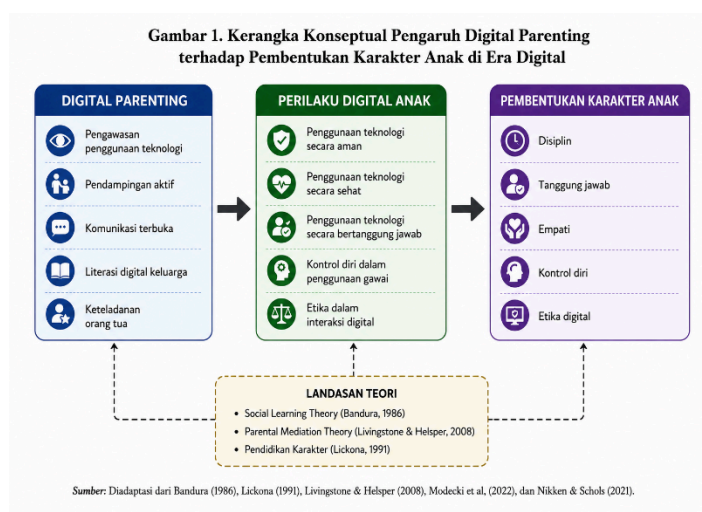 Gambar 1. Kerangka Konseptual Pengaruh Digital Parenting
terhadap Pembentukan Karakter Anak di Era Digital
DIGITAL PARENTING
Pengawasan
penggunaan teknologi
Pendampingan aktif
Komunikasi terbuka
Literasi digital keluarga
Keteladanan
orang tua
PERILAKU DIGITAL ANAK
Penggunaan teknologi
secara aman
Penggunaan teknologi
secara sehat
Penggunaan teknologi
secara bertanggung jawab
Kontrol diri dalam
penggunaan gawai
Etika dalam
interaksi digital
PEMBENTUKAN KARAKTER ANAK
Disiplin
Tanggung jawab
Empati
Kontrol diri
Etika digital
LANDASAN TEORI
• Social Learning Theory (Bandura, 1986)
• Parental Mediation Theory (Livingstone & Helsper, 2008)
• Pendidikan Karakter (Lickona, 1991)
Sumber: Diadaptasi dari Bandura (1986), Lickona (1991), Livingstone & Helsper (2008), Modecki et al, (2022), dan Nikken & Schols (2021).